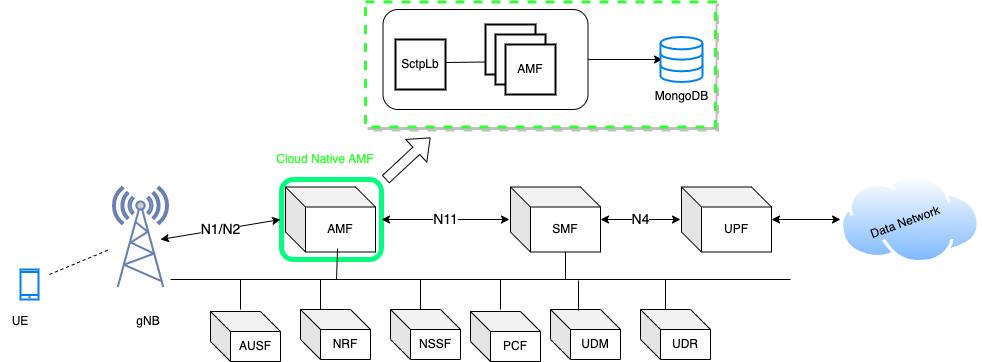 SctpLb
AMF
MongoDB
Cloud Native AMF
N1/N2
AMF
N11
SMF
N4
UPF
Data Network
UE
gNB
AUSF
NRF
NSSF
PCF
UDM
UDR